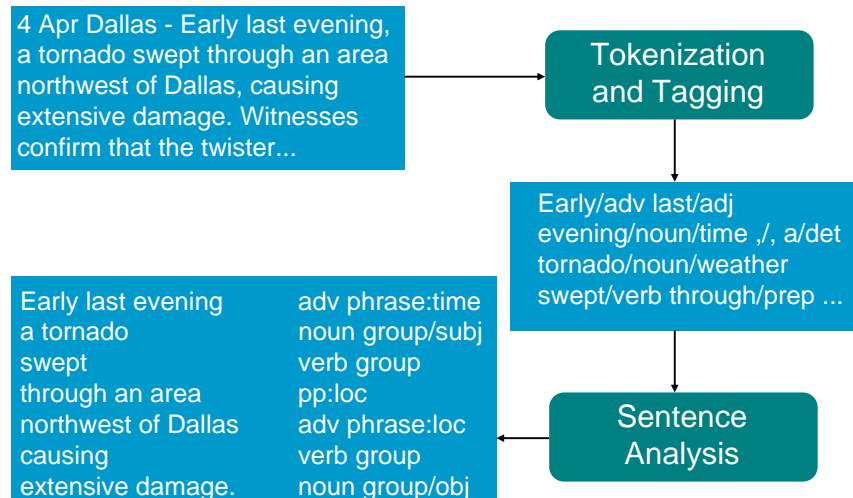 4 Apr Dallas - Early last evening,
a tornado swept through an area
northwest of Dallas, causing
extensive damage. Witnesses
confirm that the twister...
Tokenization
and Tagging
Early/adv last/adj
evening/noun/time ,/, a/det
tornado/noun/weather
swept/verb through/prep ...
Sentence
Analysis
Early last evening adv phrase:time
a tornado noun group/subj
swept verb group
through an area pp:loc
northwest of Dallas adv phrase:loc
causing verb group
extensive damage. noun group/obj